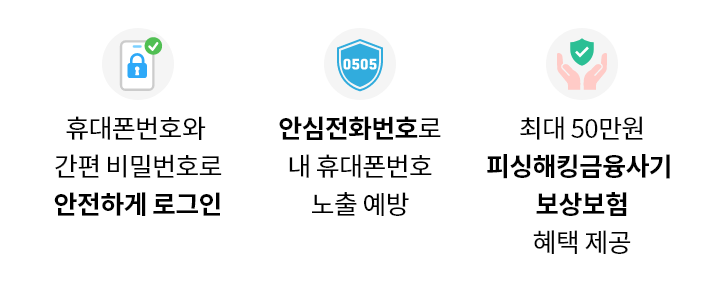 휴대폰번호와
간편 비밀번호로
안전하게 로그인
0505
안심전화번호로
내 휴대폰번호
노출 예방
최대 50만원
피싱해킹금융사기
보상보험
혜택 제공